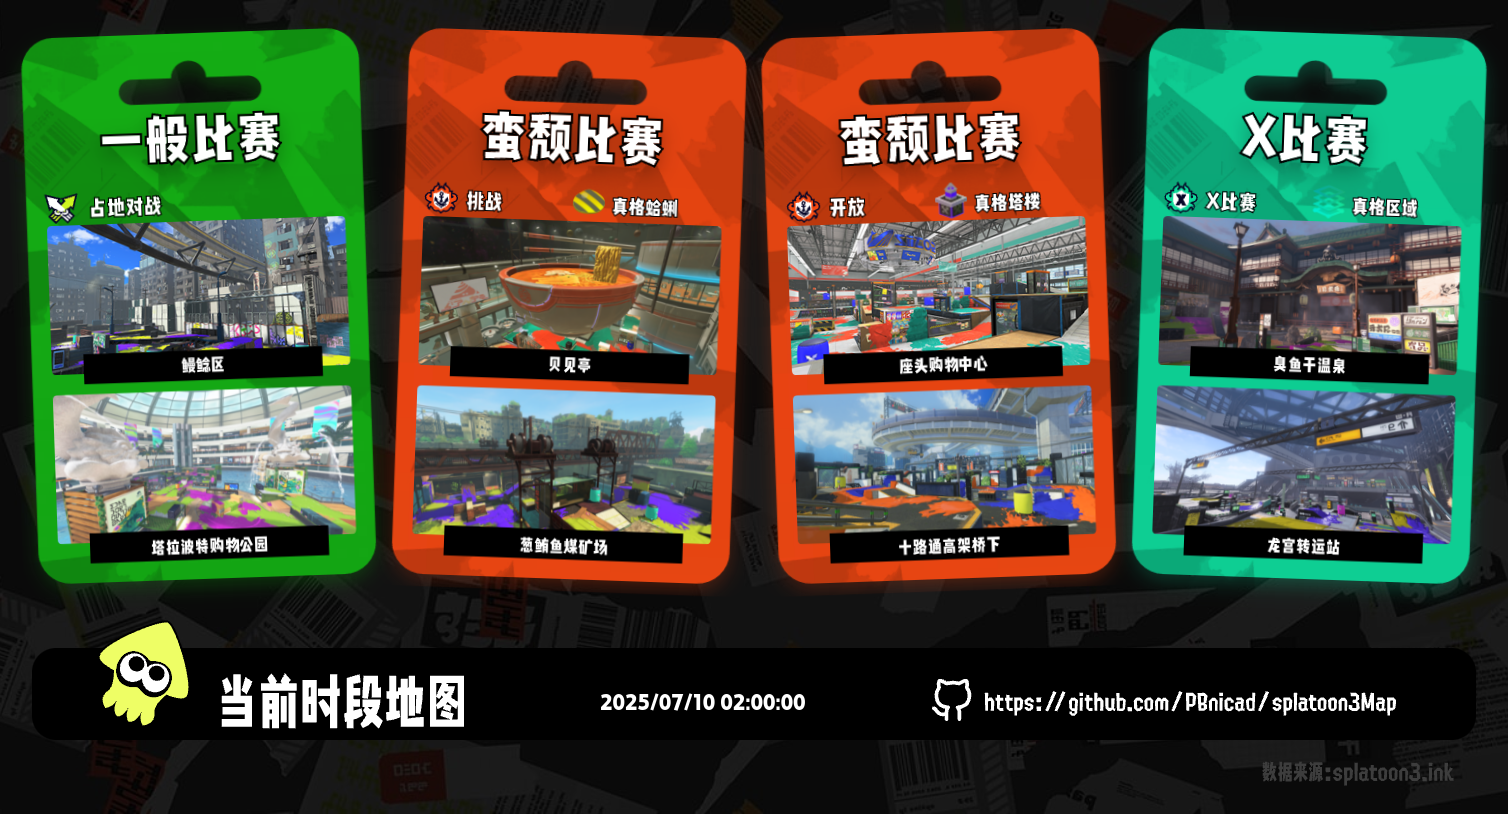 一般比赛
占地对战
鳗鲶区
塔拉波特购物公园
蛮颓比赛
挑战
真格蛤蜊
贝贝亭
葱鲔鱼煤矿场
蛮颓比赛
开放
真格塔楼
座头购物中心
十路通高架桥下
X比赛
X比赛
真格区域
臭鱼干温泉
龙宫转运站
当前时段地图
2025/07/10 02:00:00
https://github.com/PBnicad/splatoon3Map
数据来源:splatoon3.ink